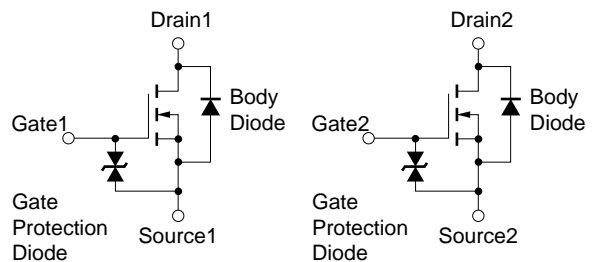 Drain1
Drain2
Body
Diode
Body
Diode
Gate1
Gate2
Gate
Protection
Diode
Source1
Gate
Protection
Diode
Source2